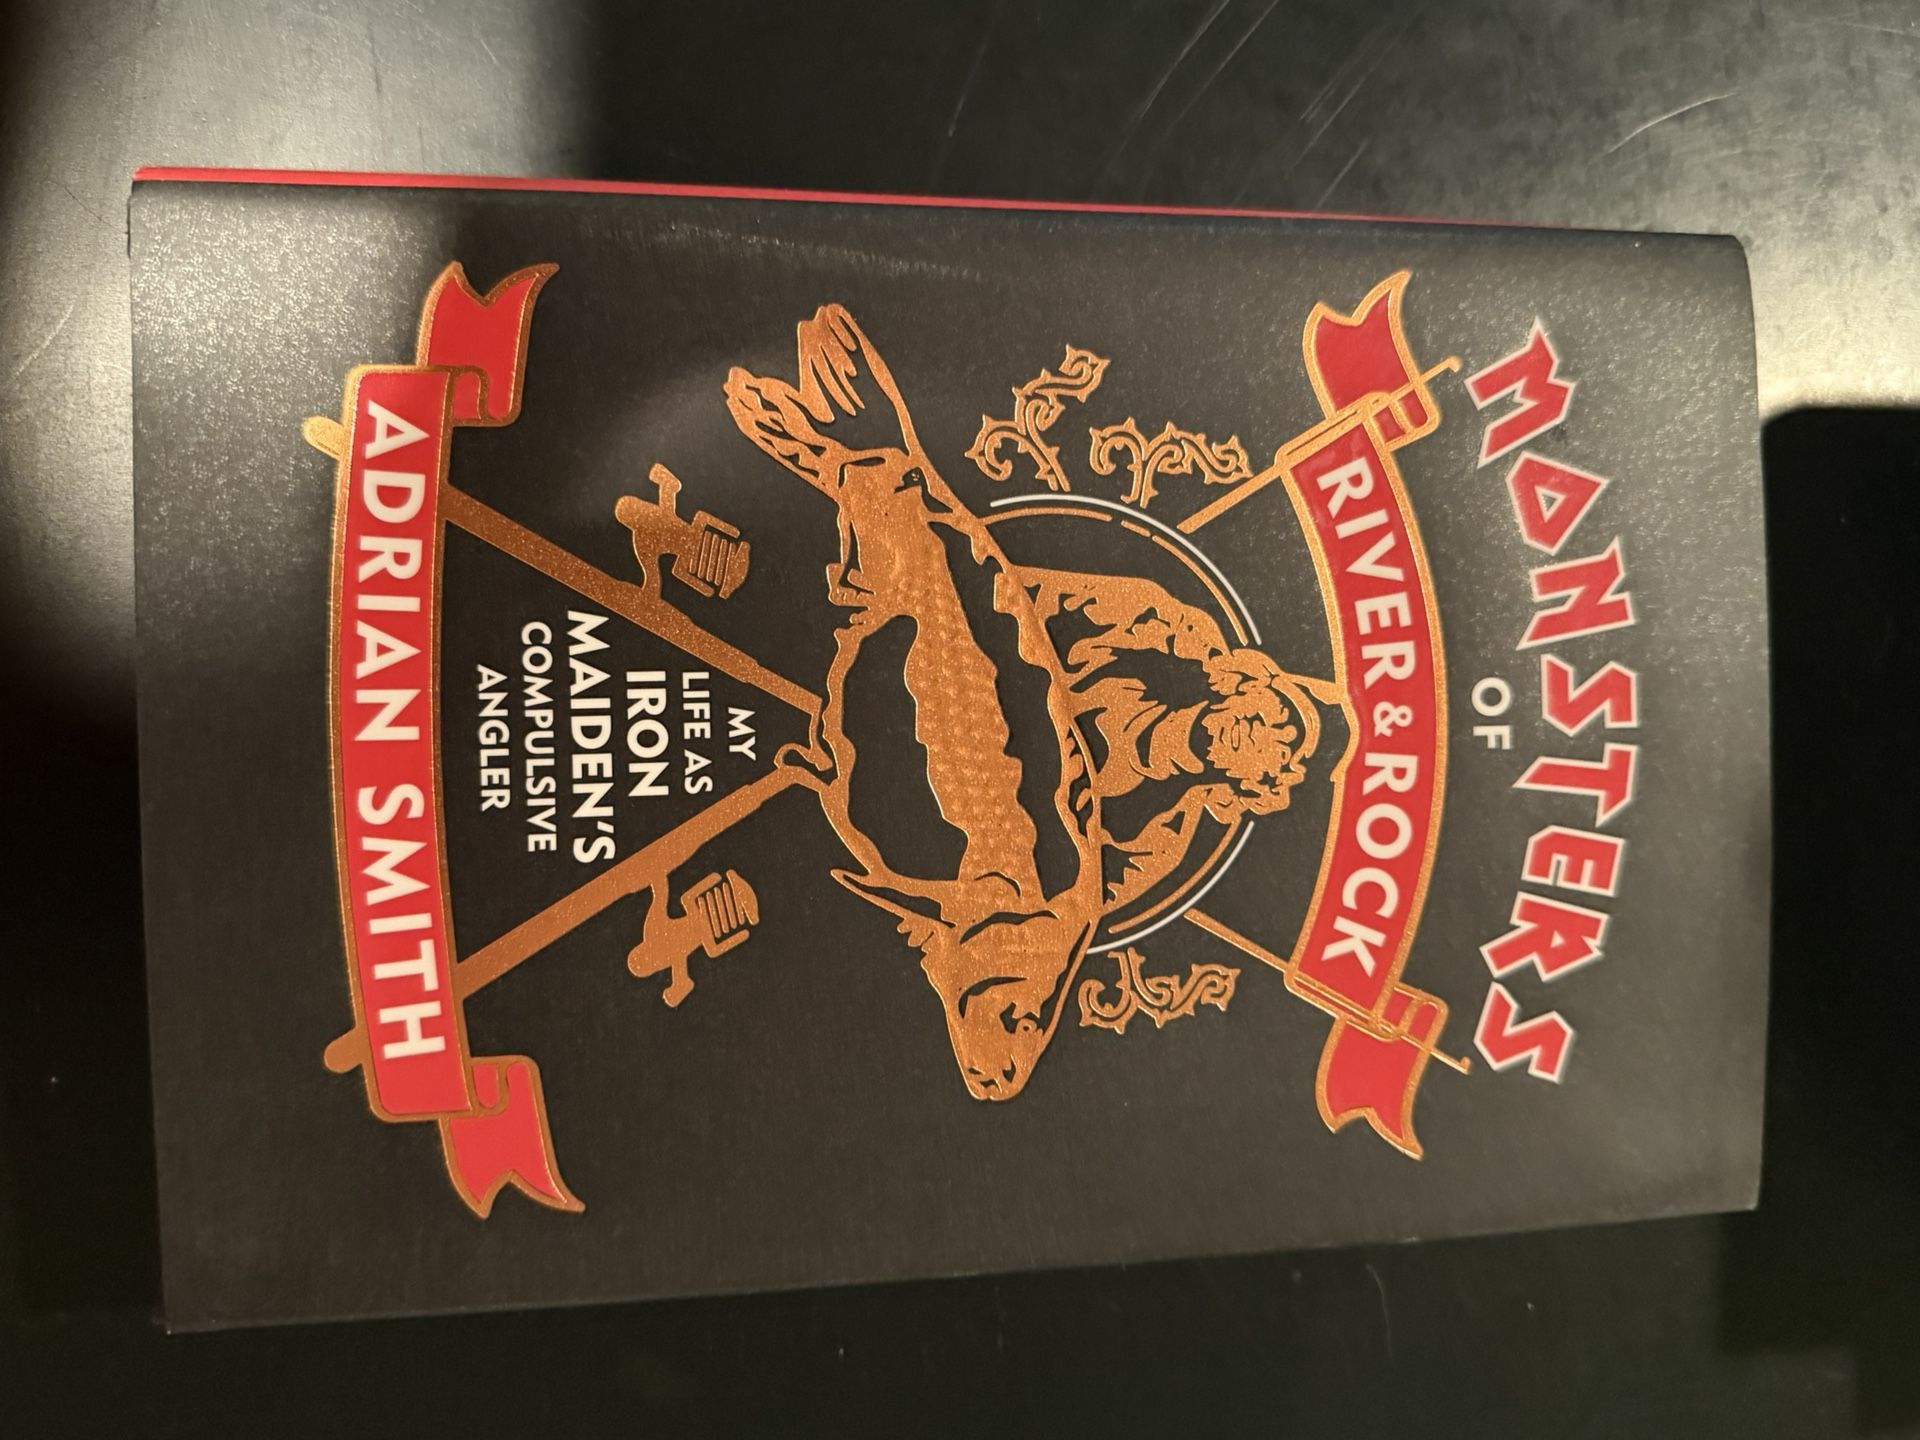 MONSTERS
OF
RIVER & ROCK
MY
LIFE AS
IRON
MAIDEN'S
COMPULSIVE
ANGLER
ADRIAN SMITH